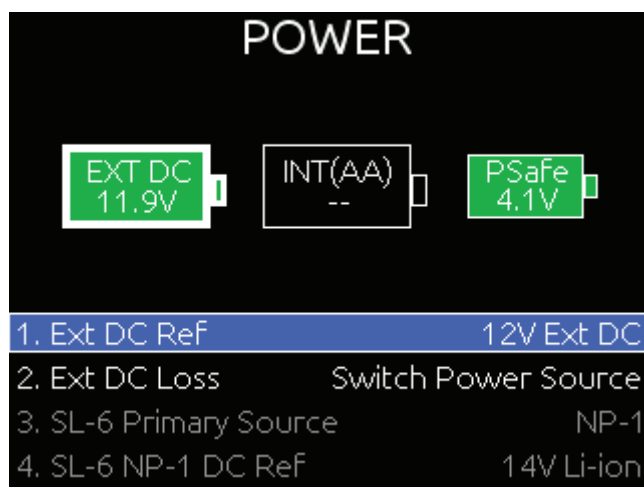 POWER
EXT DC
11.9V
INT(AA)
--
PSafe
4.1V
1. Ext DC Ref 12V Ext DC
2. Ext DC Loss Switch Power Source
3. SL-6 Primary Source NP-1
4. SL-6 NP-1 DC Ref 14V Li-ion